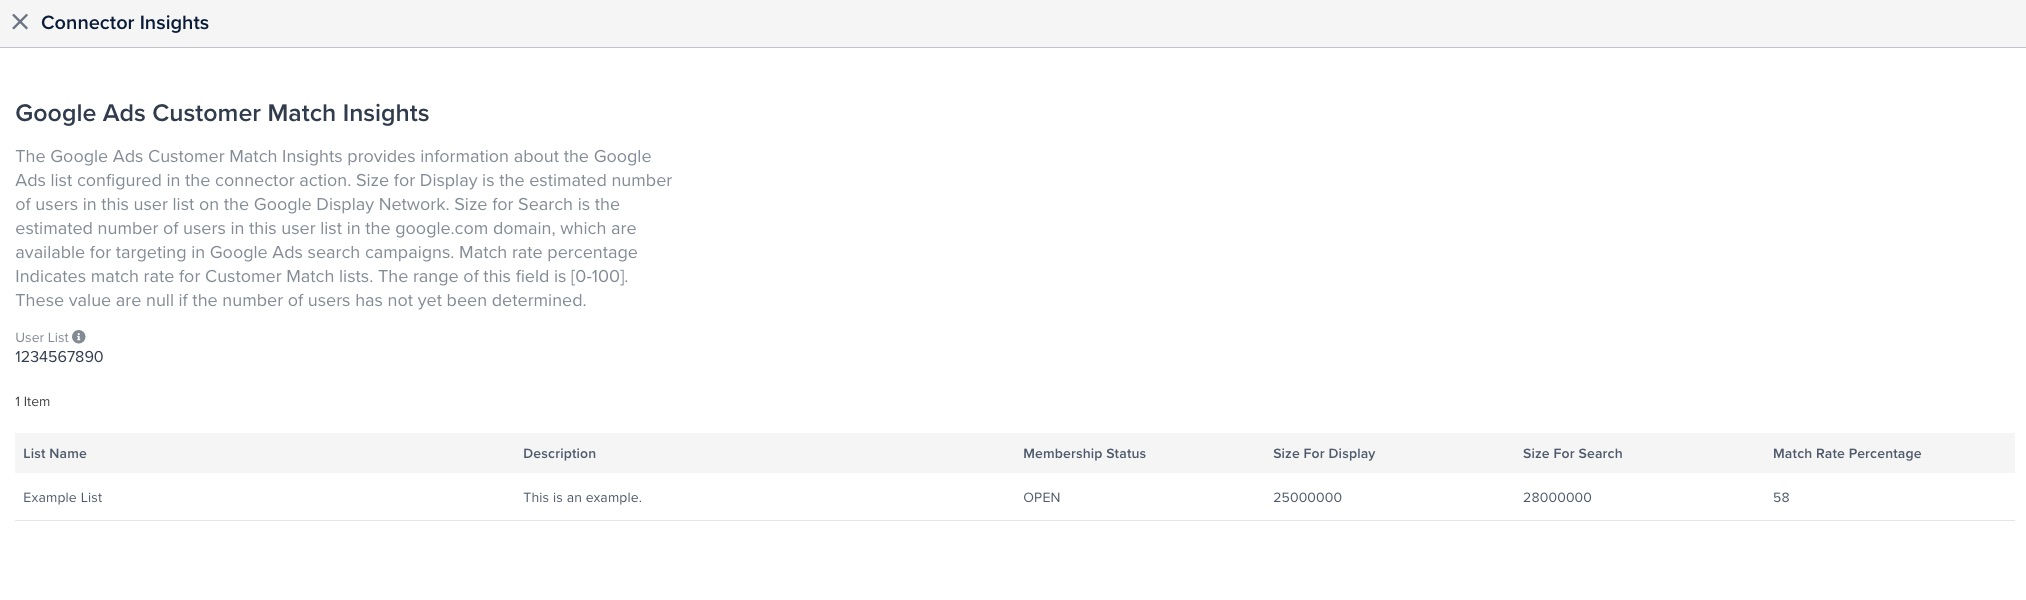 Connector Insights
Google Ads Customer Match Insights
The Google Ads Customer Match Insights provides information about the Google
Ads list configured in the connector action. Size for Display is the estimated number
of users in this user list on the Google Display Network. Size for Search is the
estimated number of users in this user list in the google.com domain, which are
available for targeting in Google Ads search campaigns. Match rate percentage
Indicates match rate for Customer Match lists. The range of this field is [0-100].
These value are null if the number of users has not yet been determined.
User List
1234567890
1 Item
List Name Description Membership Status Size For Display Size For Search Match Rate Percentage
Example List This is an example. OPEN 25000000 28000000 58